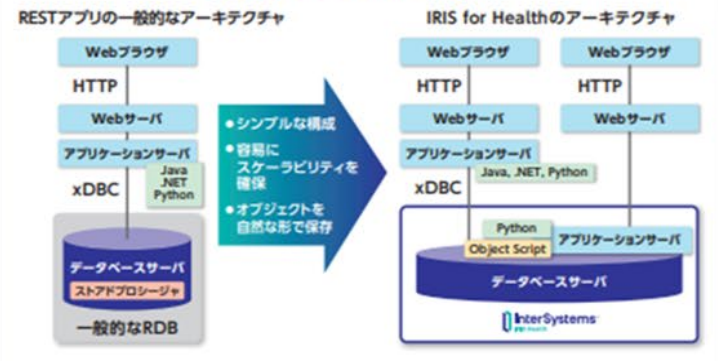 RESTアプリの一般的なアーキテクチャ
Webブラウザ
HTTP
Webサーバ
アプリケーションサーバ
Java
.NET
Python
xDBC
データベースサーバ
ストアドプロシージャ
一般的なRDB
●シンプルな構成
●容易に
スケーラビリティを
確保
●オブジェクトを
自然な形で保存
IRIS for Healthのアーキテクチャ
Webブラウザ
Webブラウザ
HTTP
HTTP
Webサーバ
Webサーバ
アプリケーションサーバ
Java, .NET, Python
xDBC
Python
Object Script
アプリケーションサーバ
データベースサーバ
InterSystems